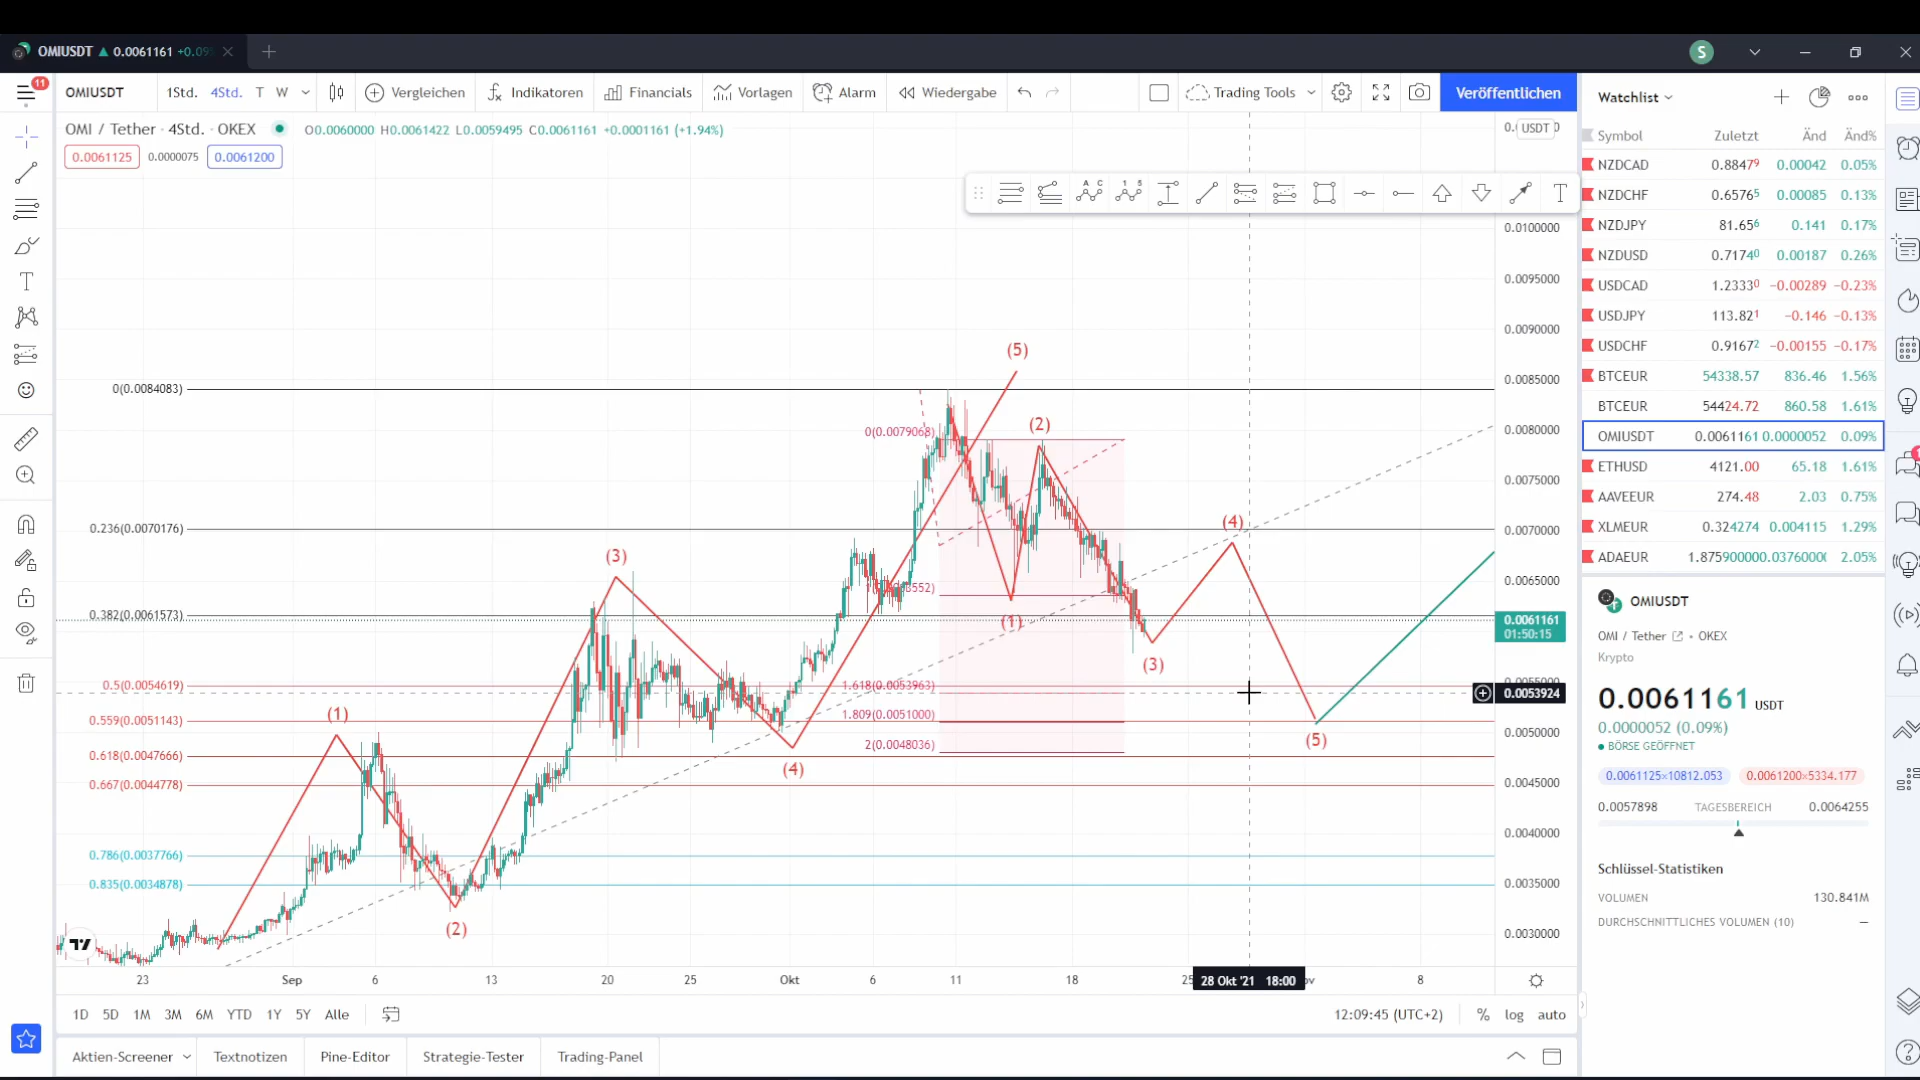 OMIUSDT ▲ 0.0061161 +0.09
S
11
OMIUSDT 1Std. 4Std. T W Vergleichen Indikatoren Financials Vorlagen Alarm Wiedergabe Trading Tools Veröffentlichen
OMI / Tether · 4Std. · OKEX O0.0060000 H0.0061422 L0.0059495 C0.0061161 +0.0001161 (+1.94%)
0.0061125 0.0000075 0.0061200
USDT
0.0100000
0.0095000
0.0090000
0.0085000
0.0080000
0.0075000
0.0070000
0.0065000
0.0061161
01:50:15
0.0053924
0.0050000
0.0045000
0.0040000
0.0035000
0.0030000
0(0.0084083)
0.236(0.0070176)
0.382(0.0061573)
0.5(0.0054619)
0.559(0.0051143)
0.618(0.0047666)
0.667(0.0044778)
0.786(0.0037766)
0.835(0.0034878)
0(0.0079068)
1.618(0.0053963)
1.809(0.0051000)
2(0.0048036)
(1)
(2)
(3)
(4)
(5)
(1)
(2)
(3)
(4)
(5)
23 Sep 6 13 20 25 Okt 6 11 18 28 Okt '21 18:00 8
1D 5D 1M 3M 6M YTD 1Y 5Y Alle 12:09:45 (UTC+2) % log auto
Aktien-Screener Textnotizen Pine-Editor Strategie-Tester Trading-Panel
Watchlist
Symbol Zuletzt Änd Änd%
NZDCAD 0.88479 0.00042 0.05%
NZDCHF 0.65765 0.00085 0.13%
NZDJPY 81.656 0.141 0.17%
NZDUSD 0.71740 0.00187 0.26%
USDCAD 1.23330 −0.00289 −0.23%
USDJPY 113.821 −0.146 −0.13%
USDCHF 0.91672 −0.00155 −0.17%
BTCEUR 54338.57 836.46 1.56%
BTCEUR 54424.72 860.58 1.61%
OMIUSDT 0.0061161 0.0000052 0.09%
ETHUSD 4121.00 65.18 1.61%
AAVEEUR 274.48 2.03 0.75%
XLMEUR 0.324274 0.004115 1.29%
ADAEUR 1.875900000.0376000 2.05%
OMIUSDT
OMI / Tether • OKEX
Krypto
0.0061161 USDT
0.0000052 (0.09%)
BÖRSE GEÖFFNET
0.0061125×10812.053 0.0061200×5334.177
0.0057898 TAGESBEREICH 0.0064255
Schlüssel-Statistiken
VOLUMEN 130.841M
DURCHSCHNITTLICHES VOLUMEN (10) —